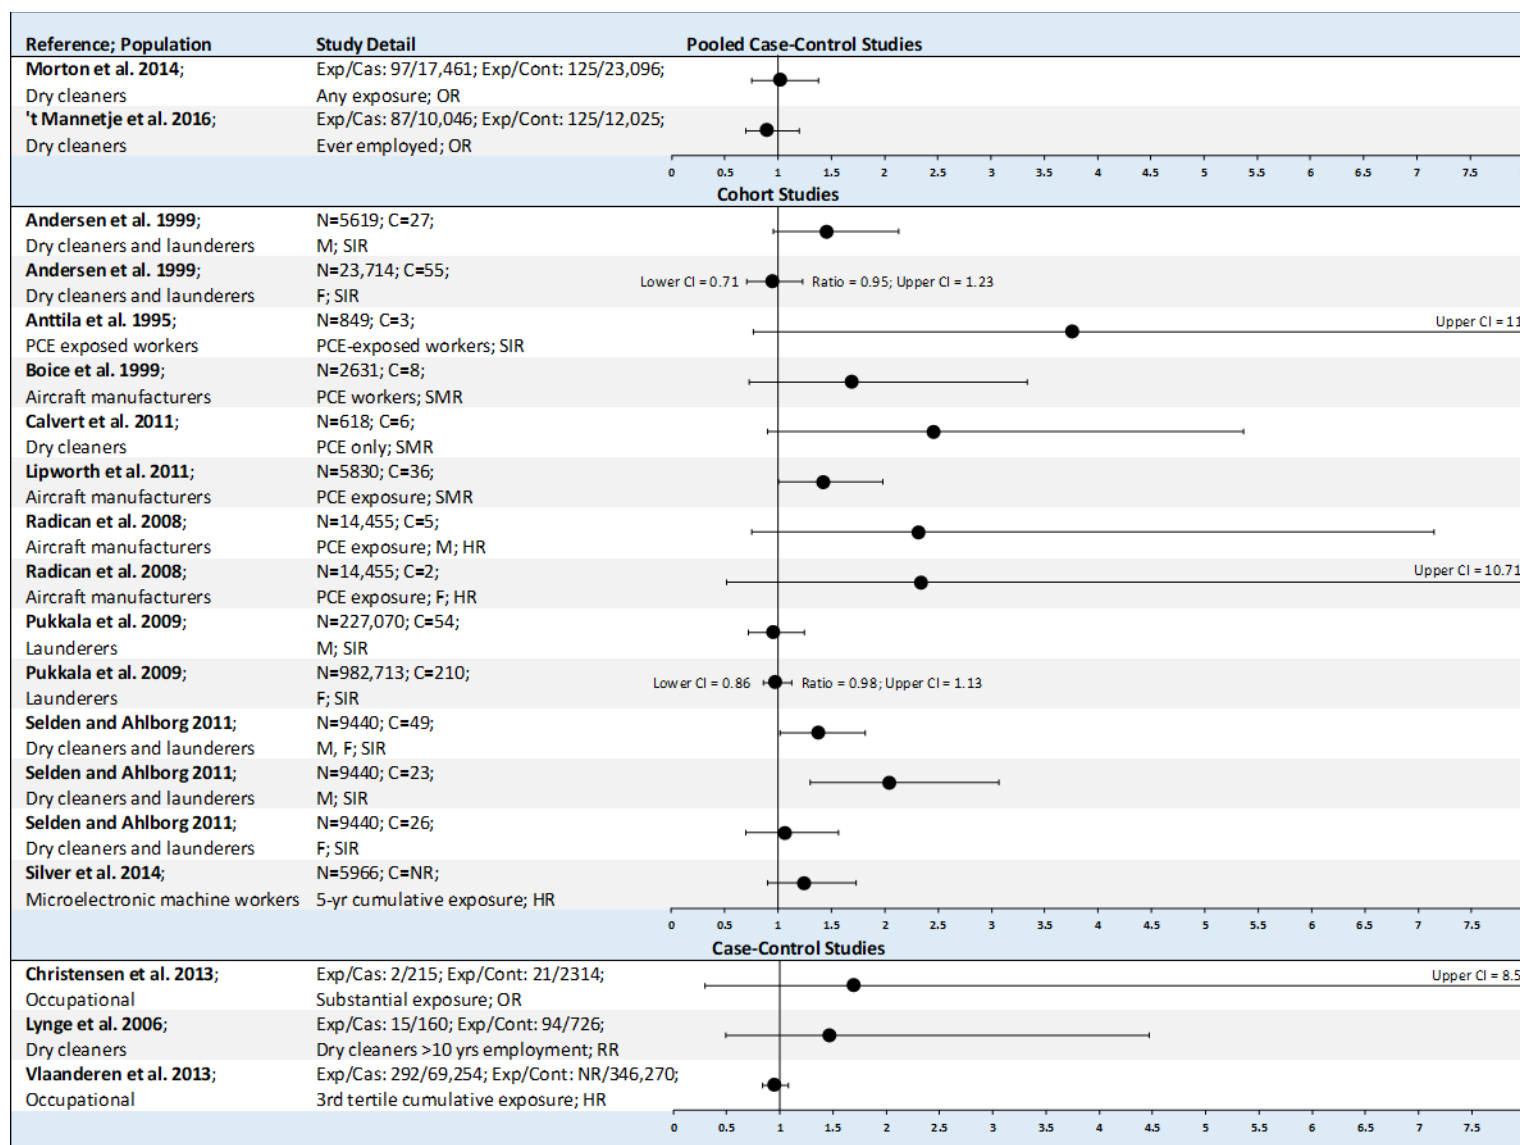 Reference; Population Study Detail Pooled Case-Control Studies
Morton et al. 2014; Exp/Cas: 97/17,461; Exp/Cont: 125/23,096;
Dry cleaners Any exposure; OR
't Mannetje et al. 2016; Exp/Cas: 87/10,046; Exp/Cont: 125/12,025;
Dry cleaners Ever employed; OR
0 0.5 1 1.5 2 2.5 3 3.5 4 4.5 5 5.5 6 6.5 7 7.5
Cohort Studies
Andersen et al. 1999; N=5619; C=27;
Dry cleaners and launderers M; SIR
Andersen et al. 1999; N=23,714; C=55;
Lower CI = 0.71 Ratio = 0.95; Upper CI = 1.23
Dry cleaners and launderers F; SIR
Anttila et al. 1995; N=849; C=3; Upper CI = 11
PCE exposed workers PCE-exposed workers; SIR
Boice et al. 1999; N=2631; C=8;
Aircraft manufacturers PCE workers; SMR
Calvert et al. 2011; N=618; C=6;
Dry cleaners PCE only; SMR
Lipworth et al. 2011; N=5830; C=36;
Aircraft manufacturers PCE exposure; SMR
Radican et al. 2008; N=14,455; C=5;
Aircraft manufacturers PCE exposure; M; HR
Radican et al. 2008; N=14,455; C=2; Upper CI = 10.71
Aircraft manufacturers PCE exposure; F; HR
Pukkala et al. 2009; N=227,070; C=54;
Launderers M; SIR
Pukkala et al. 2009; N=982,713; C=210;
Lower CI = 0.86 Ratio = 0.98; Upper CI = 1.13
Launderers F; SIR
Selden and Ahlborg 2011; N=9440; C=49;
Dry cleaners and launderers M, F; SIR
Selden and Ahlborg 2011; N=9440; C=23;
Dry cleaners and launderers M; SIR
Selden and Ahlborg 2011; N=9440; C=26;
Dry cleaners and launderers F; SIR
Silver et al. 2014; N=5966; C=NR;
Microelectronic machine workers 5-yr cumulative exposure; HR
0 0.5 1 1.5 2 2.5 3 3.5 4 4.5 5 5.5 6 6.5 7 7.5
Case-Control Studies
Christensen et al. 2013; Exp/Cas: 2/215; Exp/Cont: 21/2314; Upper CI = 8.5
Occupational Substantial exposure; OR
Lynge et al. 2006; Exp/Cas: 15/160; Exp/Cont: 94/726;
Dry cleaners Dry cleaners >10 yrs employment; RR
Vlaanderen et al. 2013; Exp/Cas: 292/69,254; Exp/Cont: NR/346,270;
Occupational 3rd tertile cumulative exposure; HR
0 0.5 1 1.5 2 2.5 3 3.5 4 4.5 5 5.5 6 6.5 7 7.5